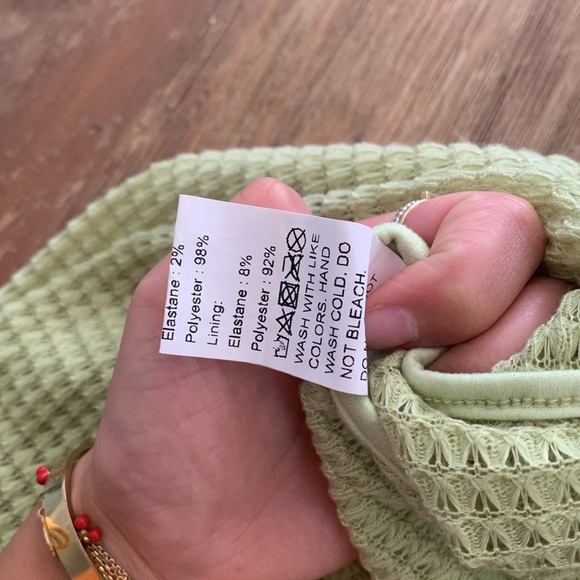 Elastane : 2%
Polyester : 98%
Lining:
Elastane : 8%
Polyester : 92%
WASH WITH LIKE
COLORS. HAND
WASH COLD. DO
NOT BLEACH.
DO